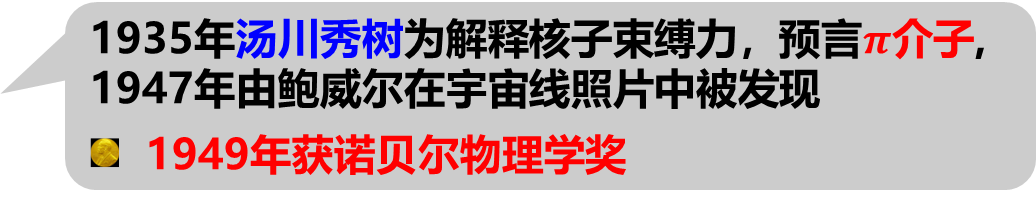 1935年汤川秀树为解释核子束缚力，预言π介子,
1947年由鲍威尔在宇宙线照片中被发现
1949年获诺贝尔物理学奖